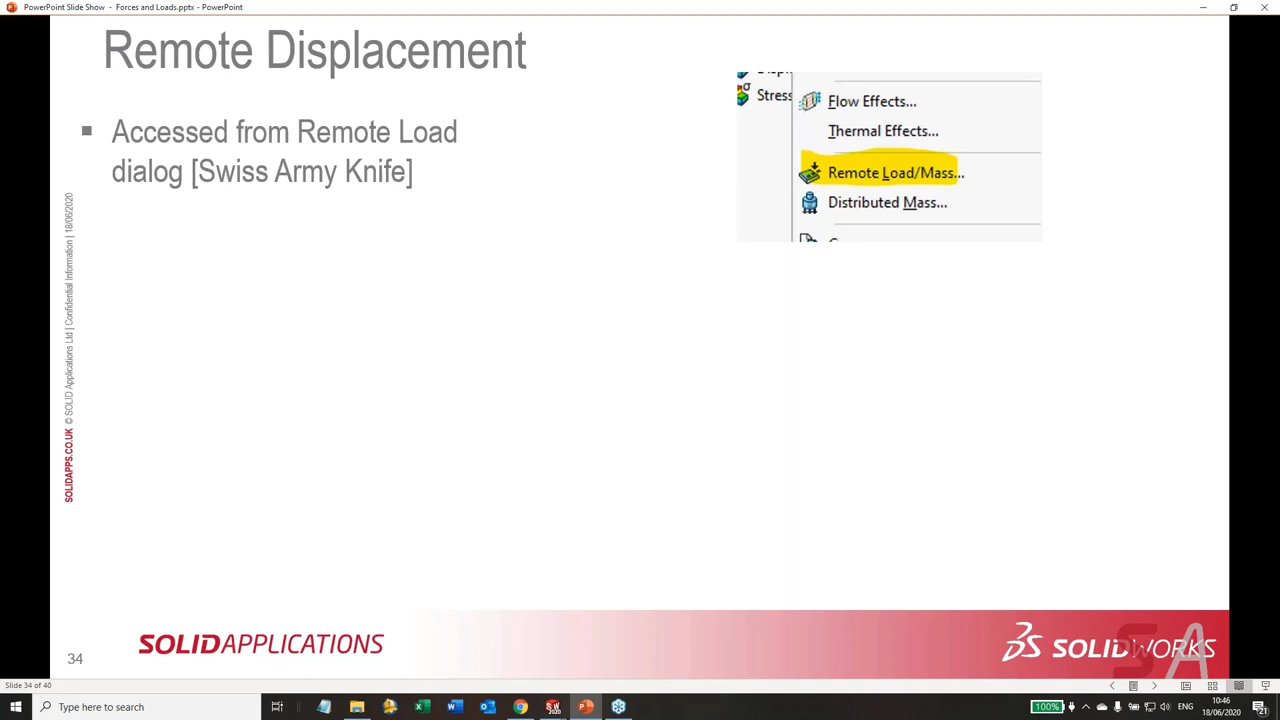 PowerPoint Slide Show - Forces and Loads.pptx - PowerPoint
Remote Displacement
Accessed from Remote Load
dialog [Swiss Army Knife]
Stress
Flow Effects...
Thermal Effects...
Remote Load/Mass...
Distributed Mass...
SOLIDAPPS.CO.UK © SOLID Applications Ltd | Confidential Information | 18/06/2020
34
SOLIDAPPLICATIONS
SOLIDWORKS
SA
Slide 34 of 40
Type here to search
100%
10:46
18/06/2020
21